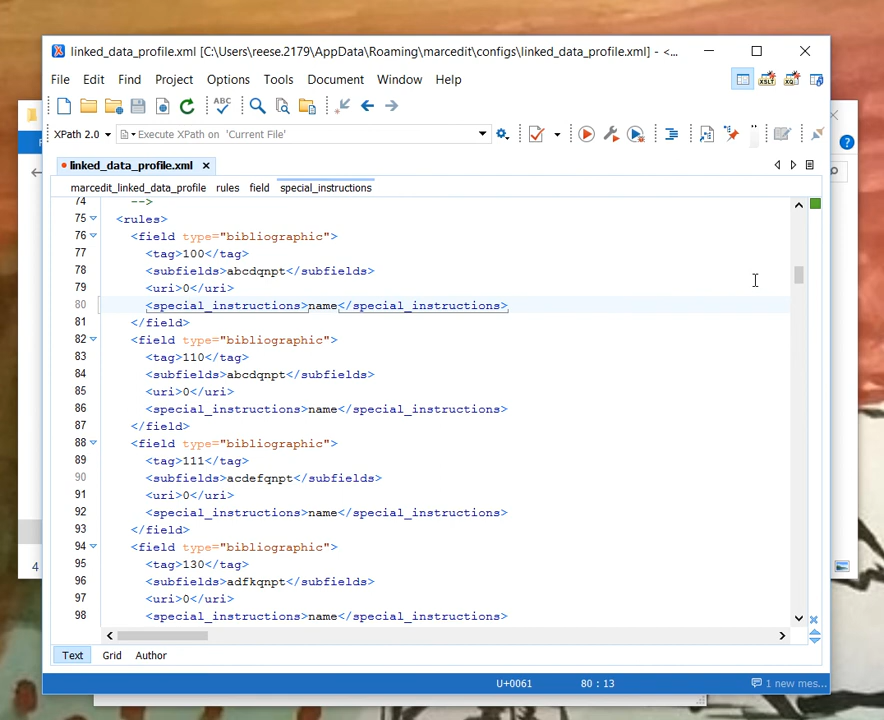 linked_data_profile.xml [C:\Users\reese.2179\AppData\Roaming\marcedit\configs\linked_data_profile.xml] - <...
File Edit Find Project Options Tools Document Window Help
ABC
XSLT XQ
XPath 2.0 Execute XPath on 'Current File'
linked_data_profile.xml
marcedit_linked_data_profile rules field special_instructions
74 -->
75 <rules>
76 <field type="bibliographic">
77 <tag>100</tag>
78 <subfields>abcdqnpt</subfields>
79 <uri>0</uri>
80 <special_instructions>name</special_instructions>
81 </field>
82 <field type="bibliographic">
83 <tag>110</tag>
84 <subfields>abcdqnpt</subfields>
85 <uri>0</uri>
86 <special_instructions>name</special_instructions>
87 </field>
88 <field type="bibliographic">
89 <tag>111</tag>
90 <subfields>acdefqnpt</subfields>
91 <uri>0</uri>
92 <special_instructions>name</special_instructions>
93 </field>
94 <field type="bibliographic">
95 <tag>130</tag>
96 <subfields>adfkqnpt</subfields>
97 <uri>0</uri>
98 <special_instructions>name</special_instructions>
4
Text Grid Author
U+0061 80 : 13 1 new mes...